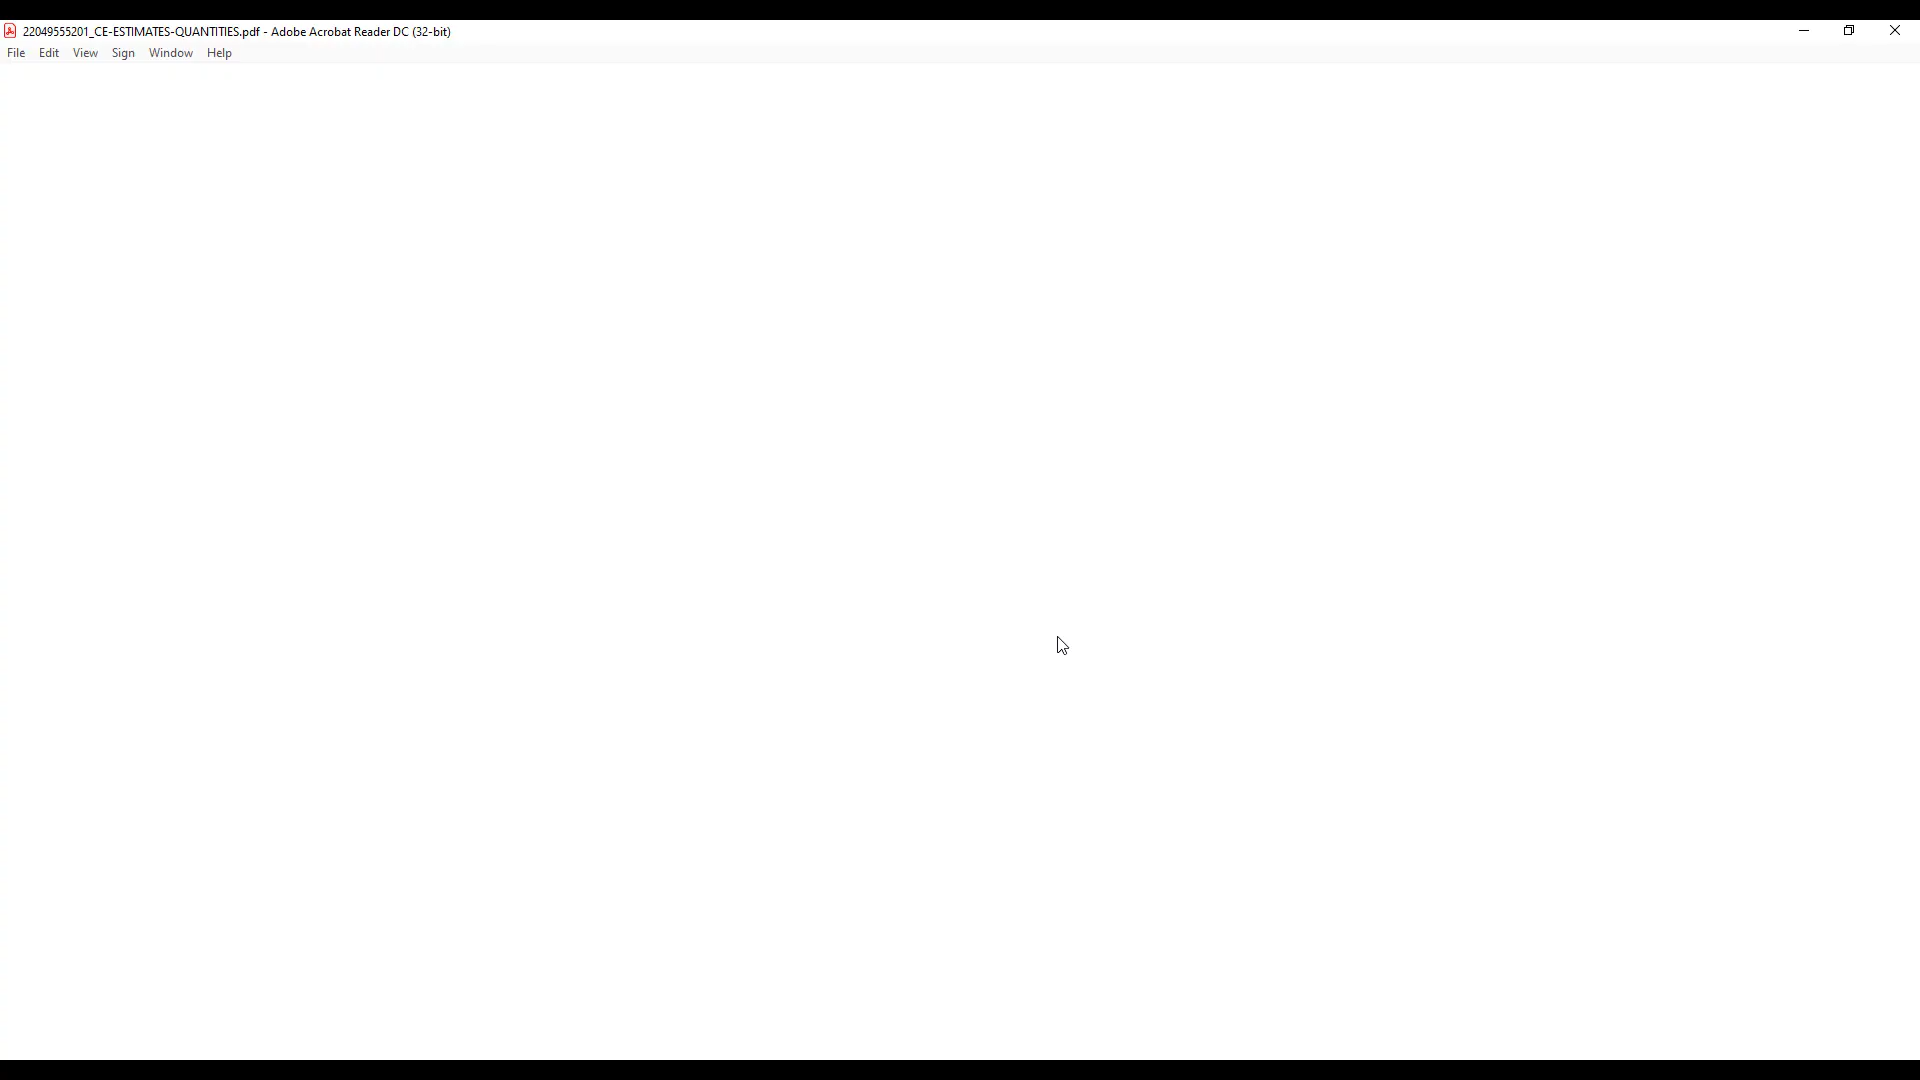 22049555201_CE-ESTIMATES-QUANTITIES.pdf - Adobe Acrobat Reader DC (32-bit)
File Edit View Sign Window Help